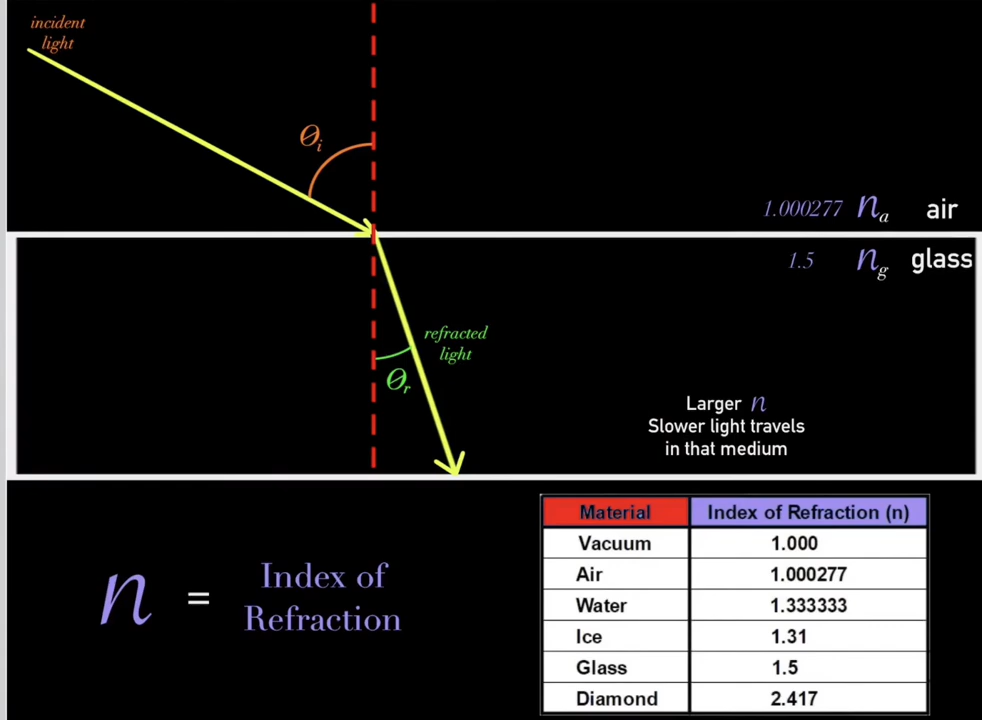 incident
light
θi
1.000277 na air
1.5 ng glass
refracted
light
θr
Larger n
Slower light travels
in that medium
n = Index of
Refraction
Material Index of Refraction (n)
Vacuum 1.000
Air 1.000277
Water 1.333333
Ice 1.31
Glass 1.5
Diamond 2.417